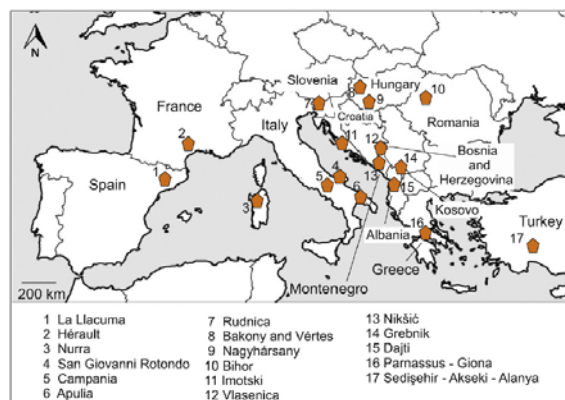 N
Slovenia
Hungary
France
Croatia
Romania
Italy
Bosnia
and
Herzegovina
Spain
Kosovo
Albania
Turkey
Greece
Montenegro
200 km
1
2
3
4
5
6
7
8
9
10
11
12
13
14
15
16
17
1 La Llacuma
2 Hérault
3 Nurra
4 San Giovanni Rotondo
5 Campania
6 Apulia
7 Rudnica
8 Bakony and Vértes
9 Nagyhársany
10 Bihor
11 Imotski
12 Vlasenica
13 Nikšić
14 Grebnik
15 Dajti
16 Parnassus - Giona
17 Sedişehir - Akseki - Alanya